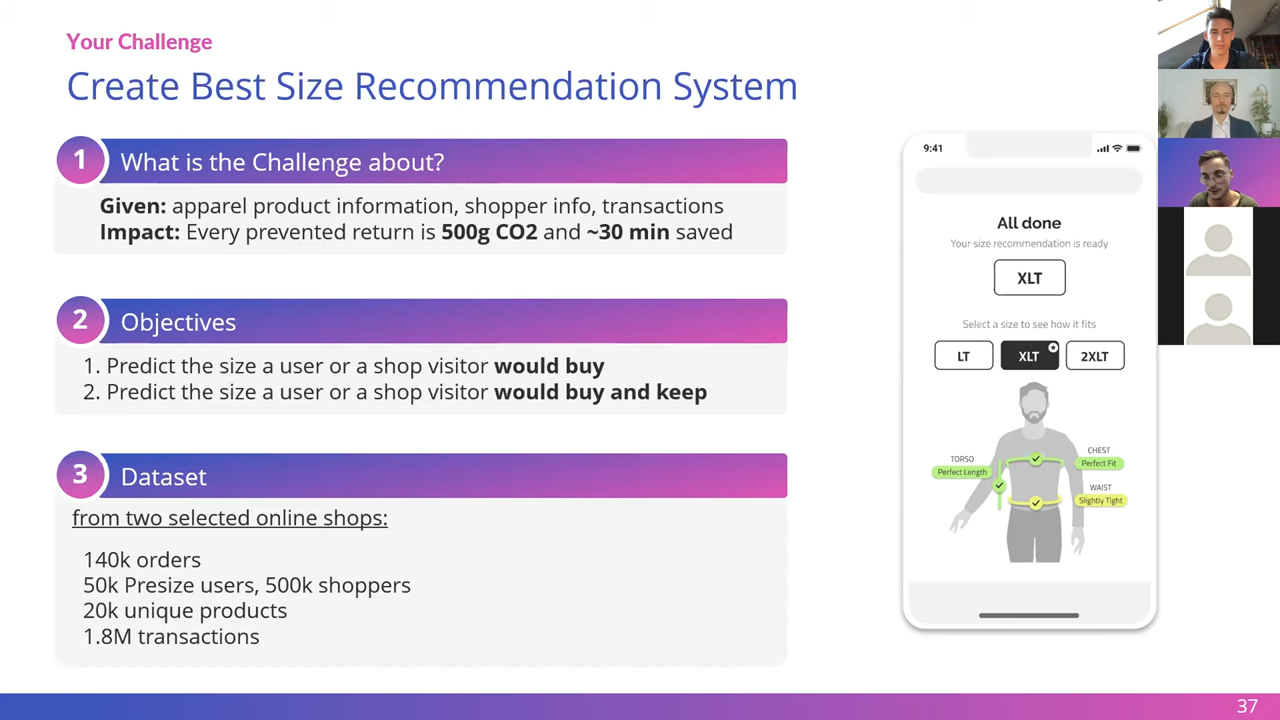 Your Challenge
Create Best Size Recommendation System
1 What is the Challenge about?
Given: apparel product information, shopper info, transactions
Impact: Every prevented return is 500g CO2 and ~30 min saved
2 Objectives
1. Predict the size a user or a shop visitor would buy
2. Predict the size a user or a shop visitor would buy and keep
3 Dataset
from two selected online shops:
140k orders
50k Presize users, 500k shoppers
20k unique products
1.8M transactions
9:41
All done
Your size recommendation is ready
XLT
Select a size to see how it fits
LT XLT 2XLT
TORSO
Perfect Length
CHEST
Perfect Fit
WAIST
Slightly Tight
37